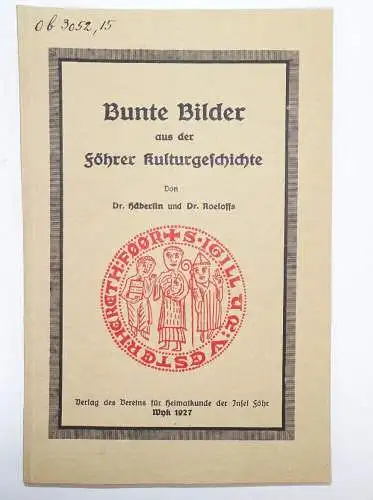 Ob 3052,15
Bunte Bilder
aus der
Föhrer Kulturgeschichte
Von
Dr. Häberlin und Dr. Roeloffs
S·IGILLV
Verlag des Vereins für Heimatkunde der Insel Föhr
Wyk 1927